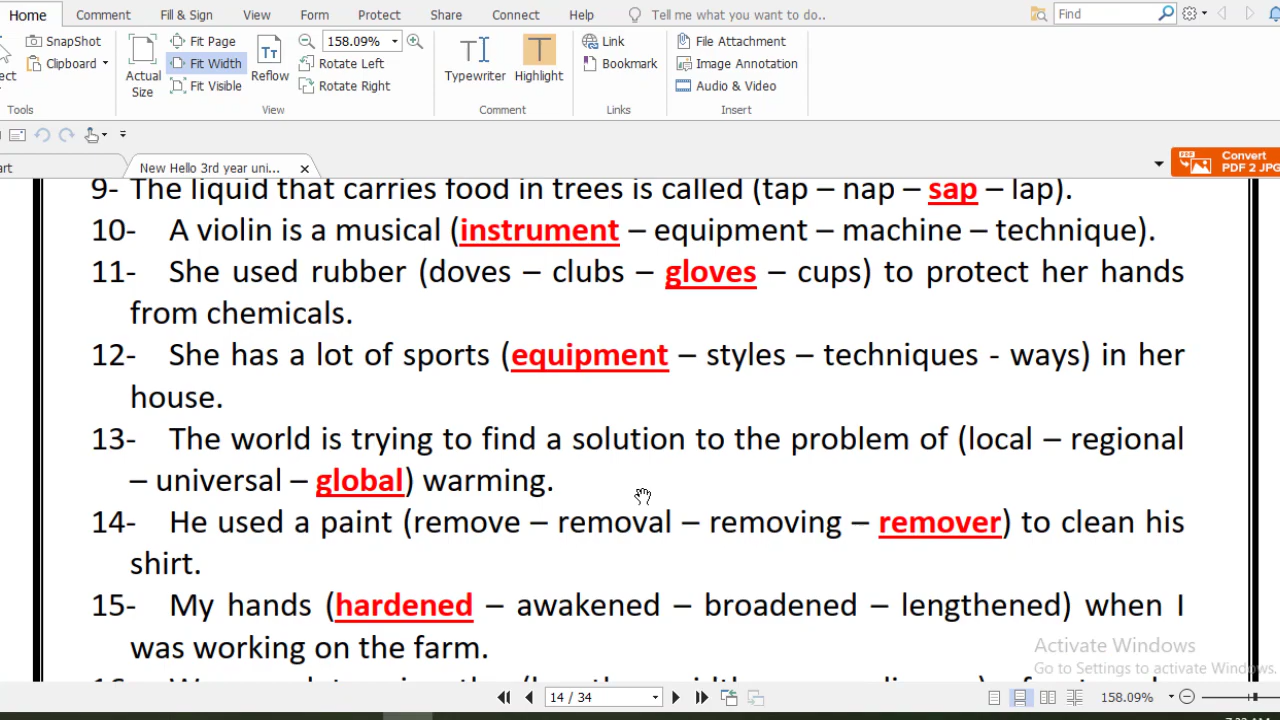 Home Comment Fill & Sign View Form Protect Share Connect Help Tell me what you want to do.. Find
SnapShot Fit Page 158.09% Link File Attachment
Clipboard Actual Size Fit Width Reflow Rotate Left Typewriter Highlight Bookmark Image Annotation
Fit Visible Rotate Right Audio & Video
Tools View Comment Links Insert
New Hello 3rd year uni... Convert
PDF 2 JPG
9- The liquid that carries food in trees is called (tap – nap – sap – lap).
10- A violin is a musical (instrument – equipment – machine – technique).
11- She used rubber (doves – clubs – gloves – cups) to protect her hands
from chemicals.
12- She has a lot of sports (equipment – styles – techniques - ways) in her
house.
13- The world is trying to find a solution to the problem of (local – regional
– universal – global) warming.
14- He used a paint (remove – removal – removing – remover) to clean his
shirt.
15- My hands (hardened – awakened – broadened – lengthened) when I
was working on the farm.
Activate Windows
Go to Settings to activate Windows.
14 / 34 158.09%